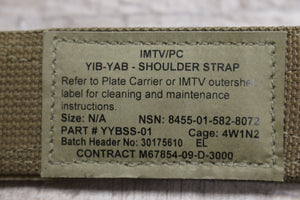 IMTV/PC
YIB-YAB - SHOULDER STRAP
Refer to Plate Carrier or IMTV outershell
label for cleaning and maintenance
instructions.
Size: N/A NSN: 8455-01-582-8072
PART # YYBSS-01 Cage: 4W1N2
Batch Header No: 30175610 EL
CONTRACT M67854-09-D-3000